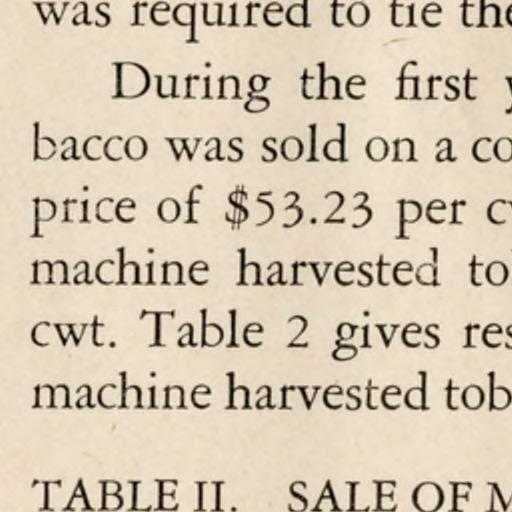 was required to tie the
During the first
bacco was sold on a co
price of $53.23 per c
machine harvested to
cwt. Table 2 gives res
machine harvested tob
TABLE II. SALE OF M